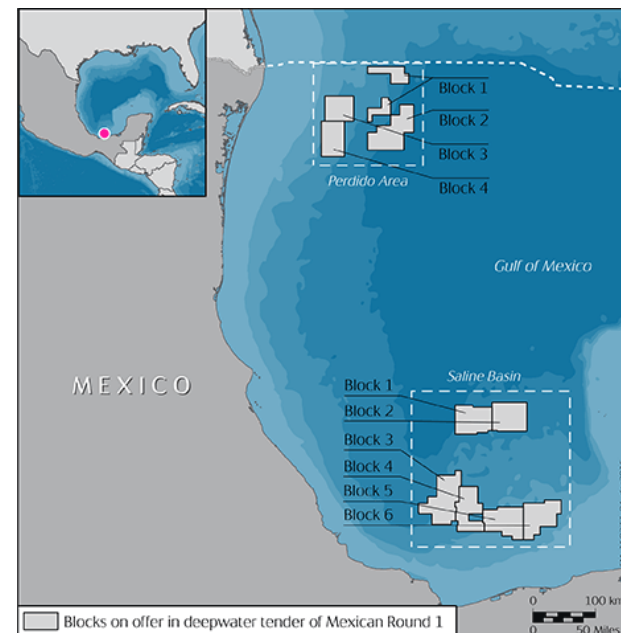 Block 1
Block 2
Block 3
Block 4
Perdido Area
Gulf of Mexico
MEXICO
Saline Basin
Block 1
Block 2
Block 3
Block 4
Block 5
Block 6
0 100 km
0 50 Miles
Blocks on offer in deepwater tender of Mexican Round 1